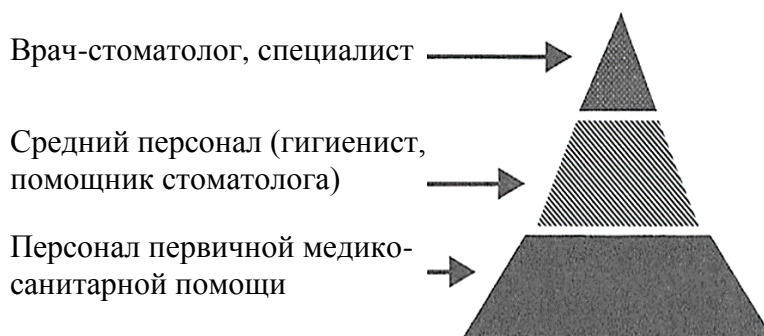 Врач-стоматолог, специалист
Средний персонал (гигиенист,
помощник стоматолога)
Персонал первичной медико-
санитарной помощи